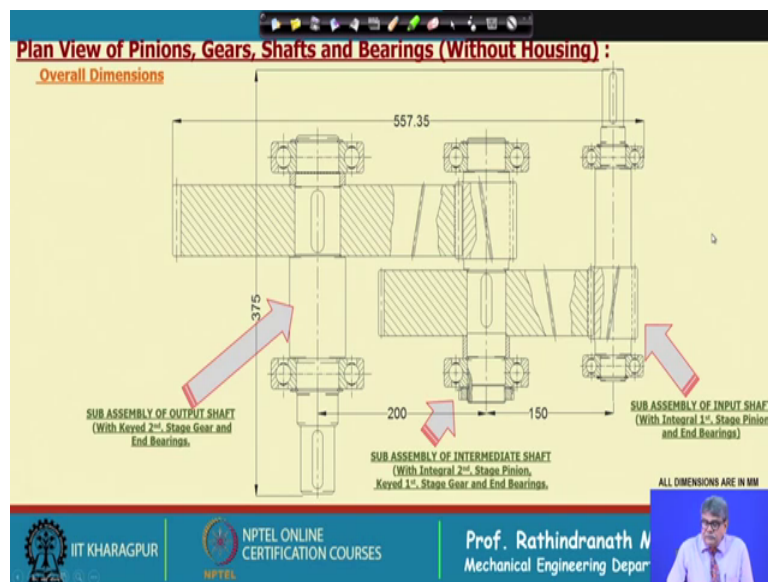 Plan View of Pinions, Gears, Shafts and Bearings (Without Housing) :
Overall Dimensions
557.35
375
200
150
SUB ASSEMBLY OF OUTPUT SHAFT
(With Keyed 2nd. Stage Gear and
End Bearings.
SUB ASSEMBLY OF INTERMEDIATE SHAFT
(With Integral 2nd. Stage Pinion,
Keyed 1st. Stage Gear and End Bearings.
SUB ASSEMBLY OF INPUT SHAFT
(With Integral 1st. Stage Pinion
and End Bearings)
ALL DIMENSIONS ARE IN MM
IIT KHARAGPUR
NPTEL
NPTEL ONLINE
CERTIFICATION COURSES
Prof. Rathindranath M
Mechanical Engineering Depar